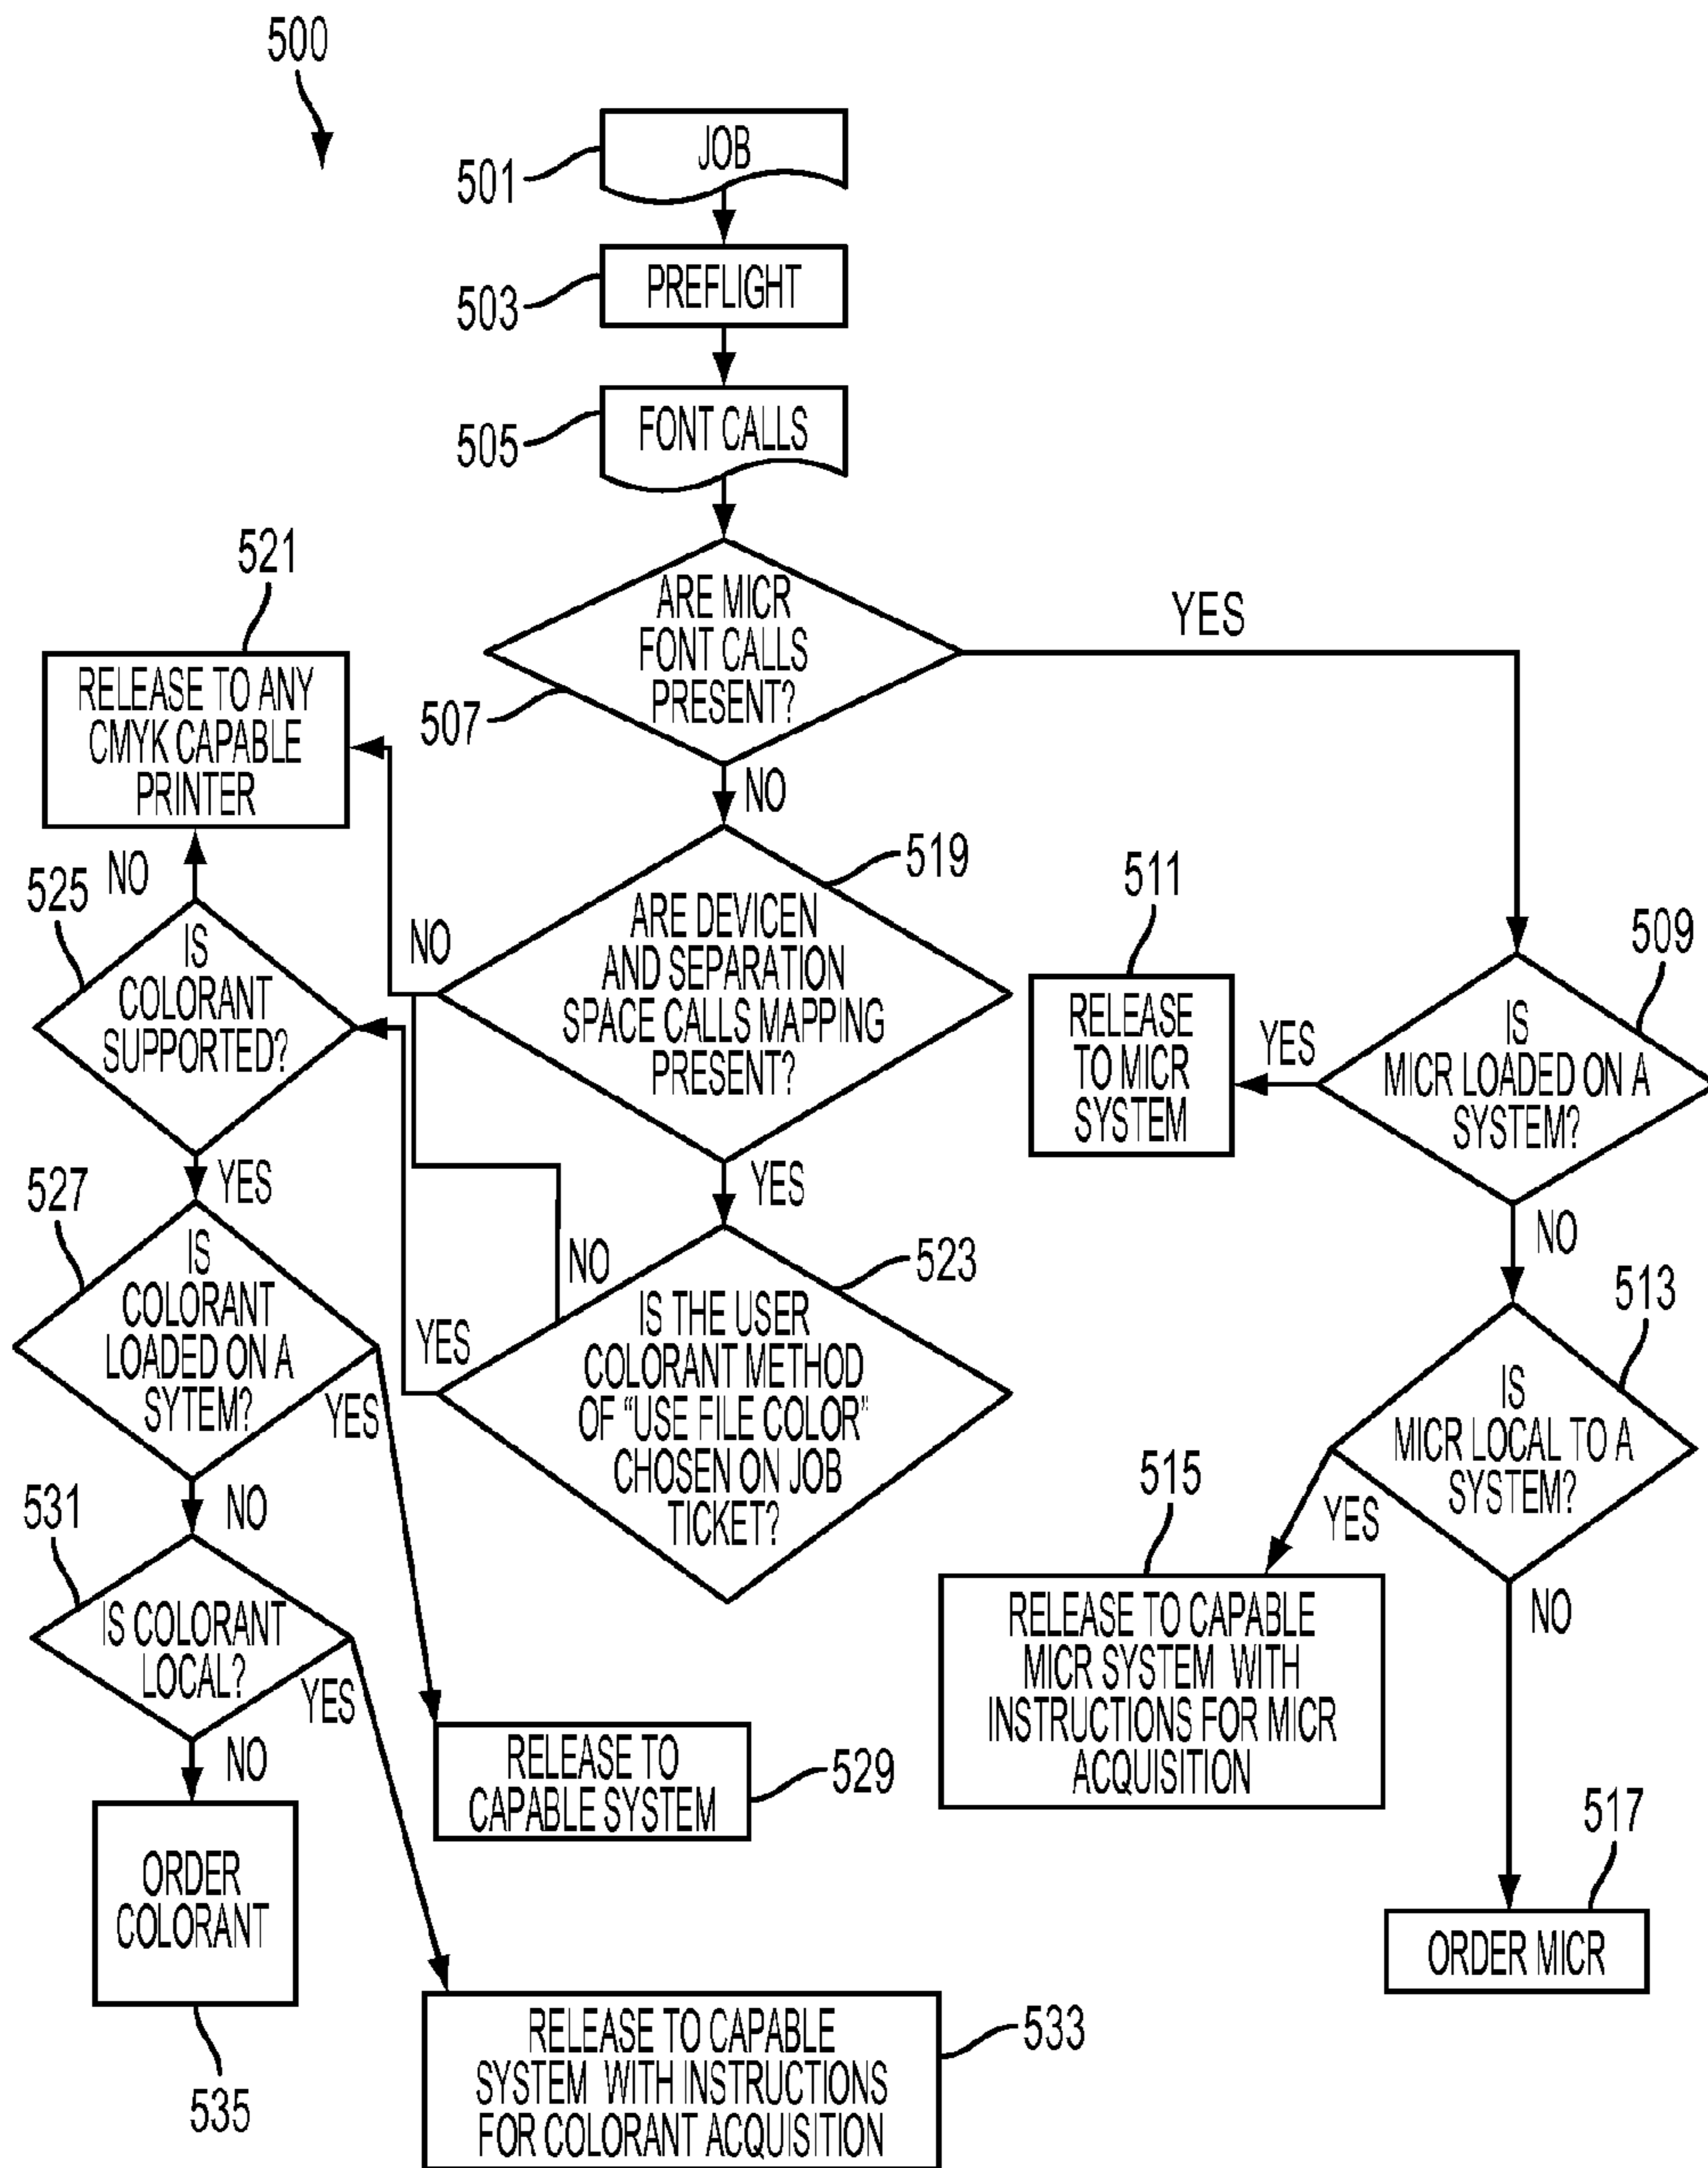 500
JOB
501
PREFLIGHT
503
FONT CALLS
505
ARE MICR
FONT CALLS
PRESENT?
507
YES
NO
521
RELEASE TO ANY
CMYK CAPABLE
PRINTER
NO
525
IS
COLORANT
SUPPORTED?
YES
519
ARE DEVICEN
AND SEPARATION
SPACE CALLS MAPPING
PRESENT?
NO
YES
511
RELEASE
TO MICR
SYSTEM
YES
509
IS
MICR LOADED ON A
SYSTEM?
NO
527
IS
COLORANT
LOADED ON A
SYTEM?
YES
NO
523
IS THE USER
COLORANT METHOD
OF “USE FILE COLOR”
CHOSEN ON JOB
TICKET?
NO
YES
513
IS
MICR LOCAL TO A
SYSTEM?
YES
NO
515
RELEASE TO CAPABLE
MICR SYSTEM WITH
INSTRUCTIONS FOR MICR
ACQUISITION
531
IS COLORANT
LOCAL?
YES
NO
RELEASE TO
CAPABLE SYSTEM
529
517
ORDER MICR
ORDER
COLORANT
535
RELEASE TO CAPABLE
SYSTEM WITH INSTRUCTIONS
FOR COLORANT ACQUISITION
533